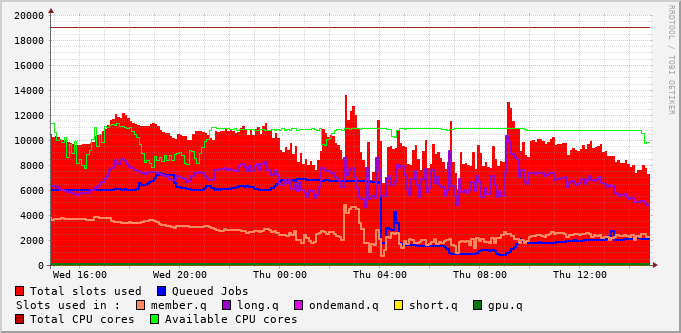 20000
18000
16000
14000
12000
10000
8000
6000
4000
2000
0
Wed 16:00 Wed 20:00 Thu 00:00 Thu 04:00 Thu 08:00 Thu 12:00
RRDTOOL / TOBI OETIKER
Total slots used Queued Jobs
Slots used in : member.q long.q ondemand.q short.q gpu.q
Total CPU cores Available CPU cores